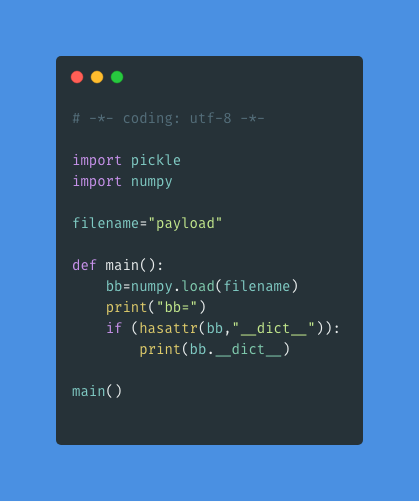 # -*- coding: utf-8 -*-
import pickle
import numpy
filename="payload"
def main():
    bb=numpy.load(filename)
    print("bb=")
    if (hasattr(bb,"__dict__")):
        print(bb.__dict__)
main()